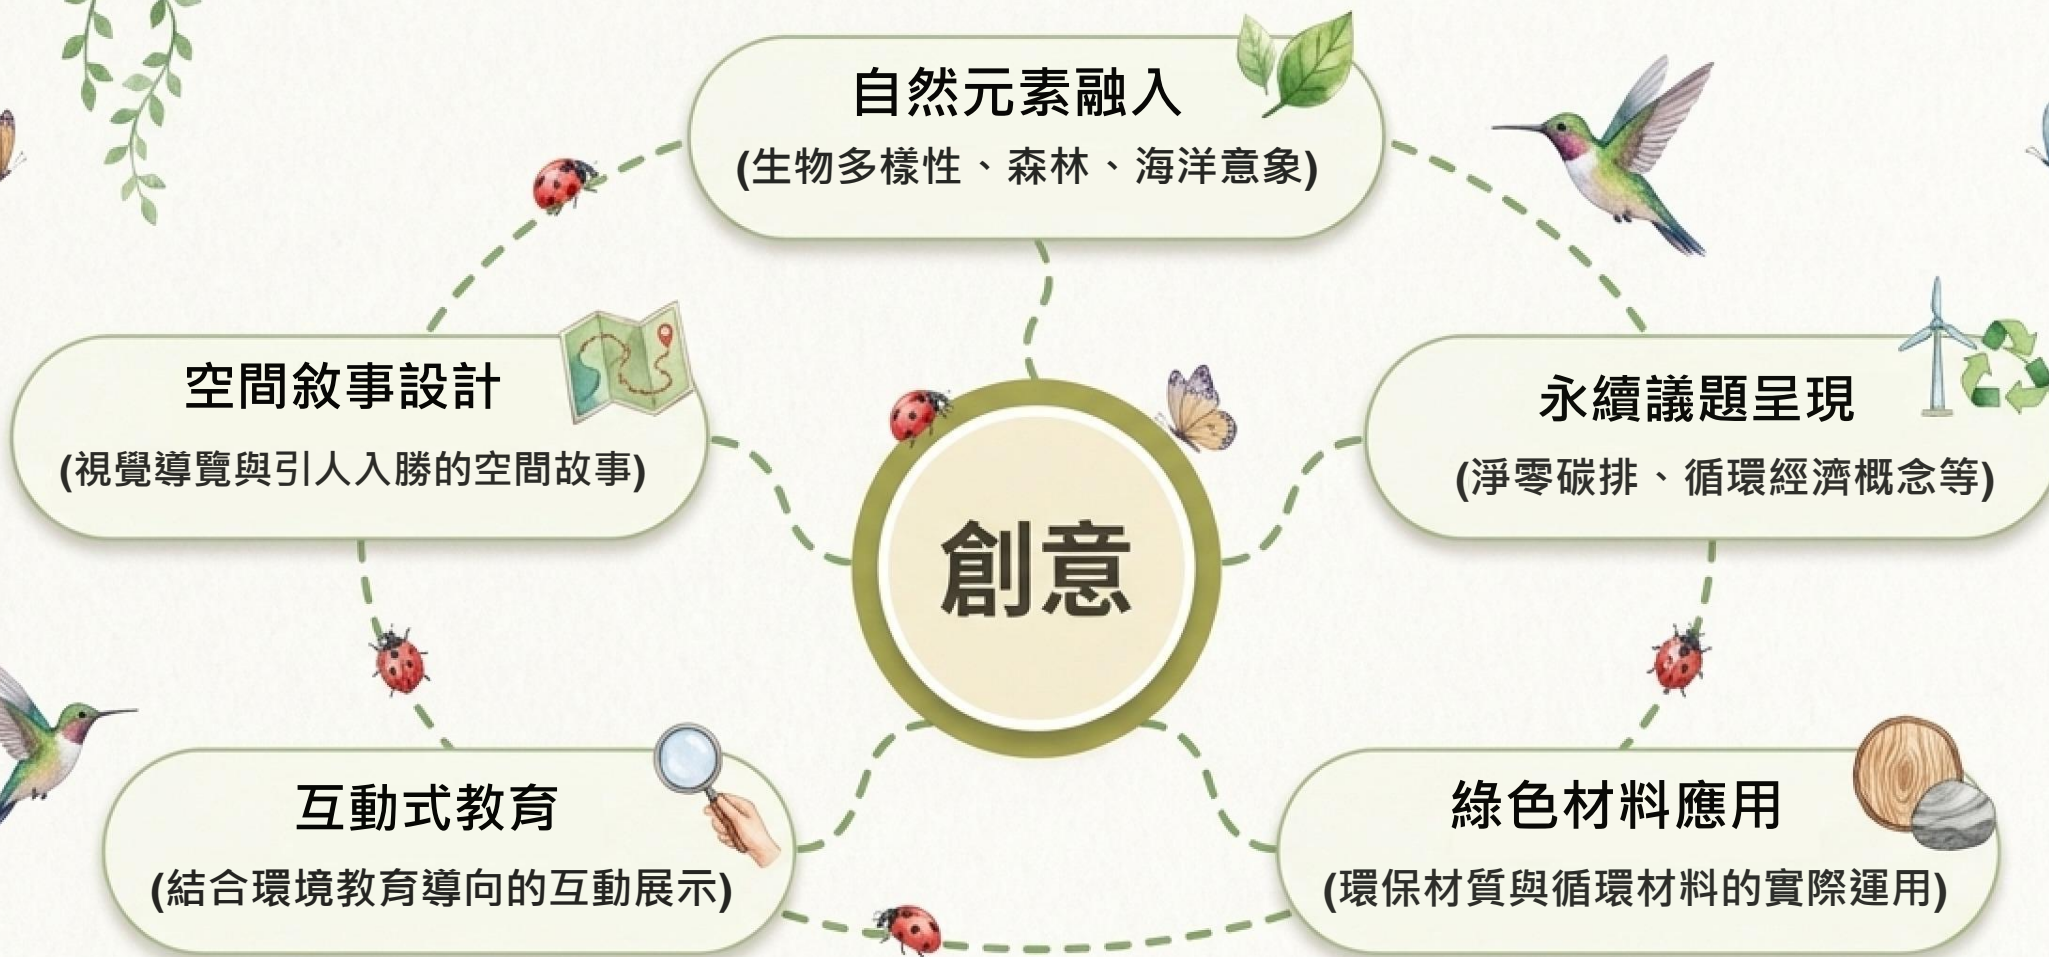 自然元素融入
(生物多樣性、森林、海洋意象)
空間敘事設計
(視覺導覽與引人入勝的空間故事)
永續議題呈現
(淨零碳排、循環經濟概念等)
創意
互動式教育
(結合環境教育導向的互動展示)
綠色材料應用
(環保材質與循環材料的實際運用)